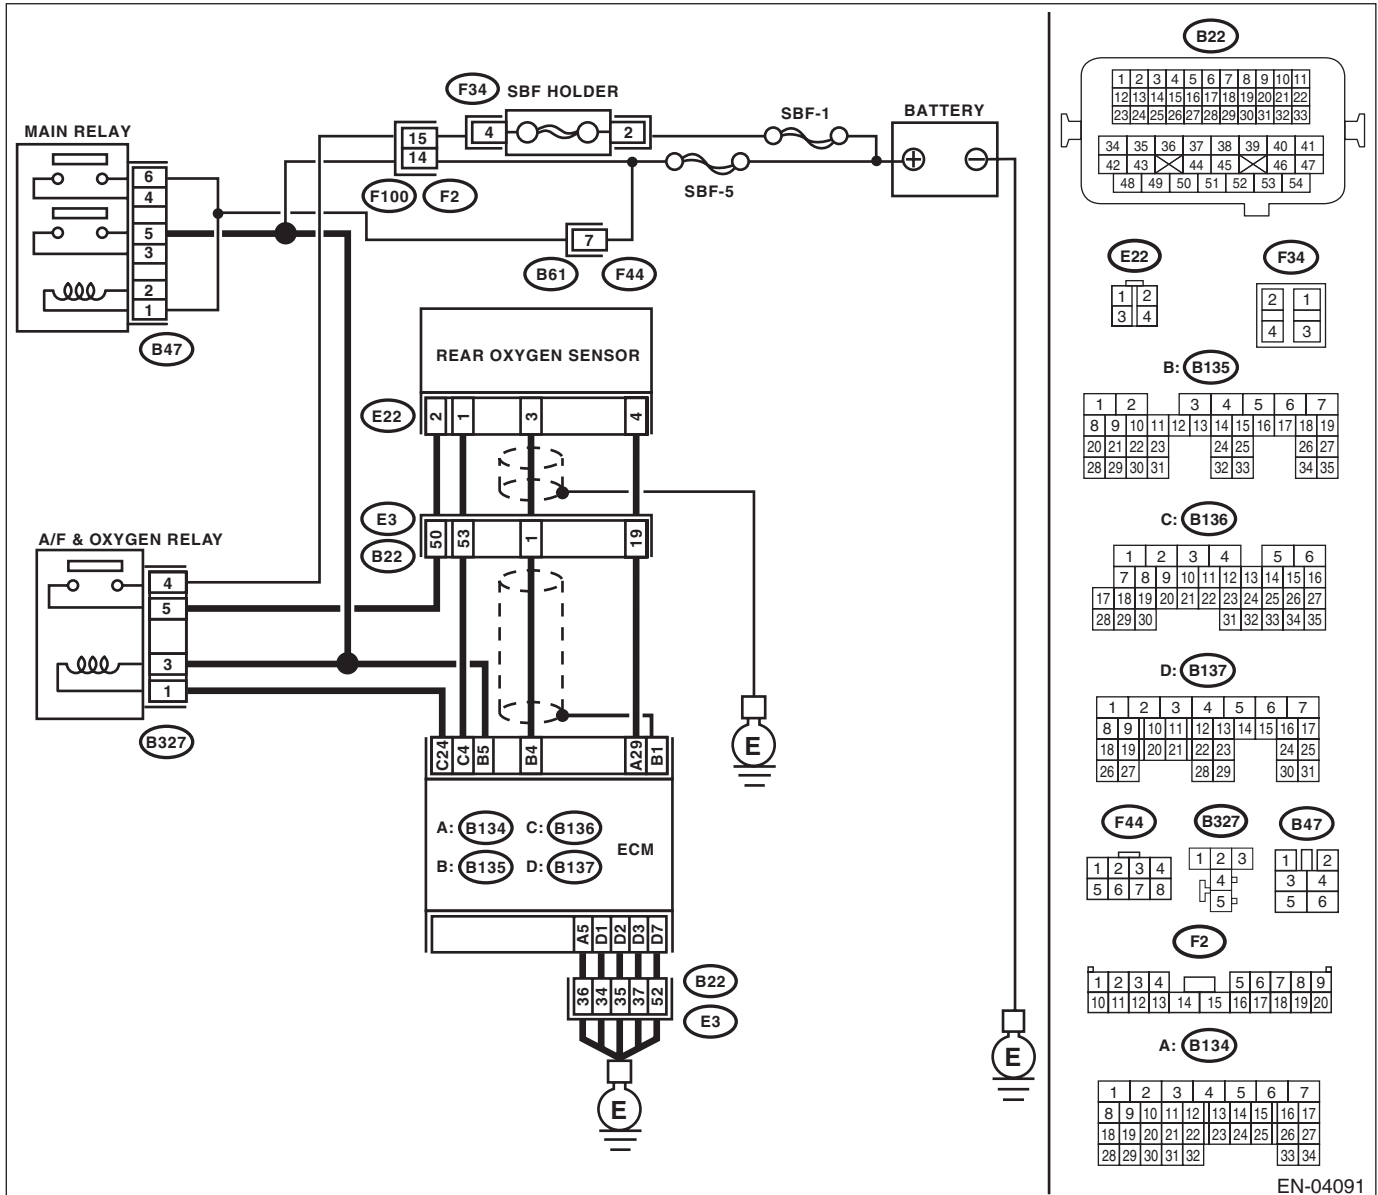 MAIN RELAY
6
4
5
3
2
1
B47
F34 SBF HOLDER
4 2
15
14
F100 F2
SBF-1
SBF-5
BATTERY
7
B61 F44
REAR OXYGEN SENSOR
E22 2 1 3 4
E3
B22
50 53 1 19
A/F & OXYGEN RELAY
4
5
3
1
B327
C24 C4 B5 B4 A29 B1
A: B134 C: B136
B: B135 D: B137
ECM
A5 D1 D2 D3 D7
36 34 35 37 52
B22
E3
E
E
E
B22
1 2 3 4 5 6 7 8 9 10 11
12 13 14 15 16 17 18 19 20 21 22
23 24 25 26 27 28 29 30 31 32 33
34 35 36 37 38 39 40 41
42 43 44 45 46 47
48 49 50 51 52 53 54
E22
1 2
3 4
F34
2 1
4 3
B: B135
1 2 3 4 5 6 7
8 9 10 11 12 13 14 15 16 17 18 19
20 21 22 23 24 25 26 27
28 29 30 31 32 33 34 35
C: B136
1 2 3 4 5 6
7 8 9 10 11 12 13 14 15 16
17 18 19 20 21 22 23 24 25 26 27
28 29 30 31 32 33 34 35
D: B137
1 2 3 4 5 6 7
8 9 10 11 12 13 14 15 16 17
18 19 20 21 22 23 24 25
26 27 28 29 30 31
F44
1 2 3 4
5 6 7 8
B327
1 2 3
4
5
B47
1 2
3 4
5 6
F2
1 2 3 4 5 6 7 8 9
10 11 12 13 14 15 16 17 18 19 20
A: B134
1 2 3 4 5 6 7
8 9 10 11 12 13 14 15 16 17
18 19 20 21 22 23 24 25 26 27
28 29 30 31 32 33 34
EN-04091